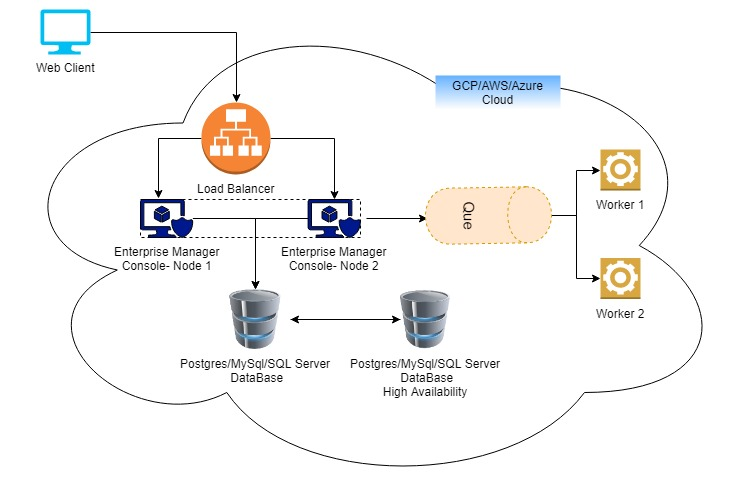 Web Client
GCP/AWS/Azure
Cloud
Load Balancer
Enterprise Manager
Console- Node 1
Enterprise Manager
Console- Node 2
Que
Worker 1
Worker 2
Postgres/MySql/SQL Server
DataBase
Postgres/MySql/SQL Server
DataBase
High Availability